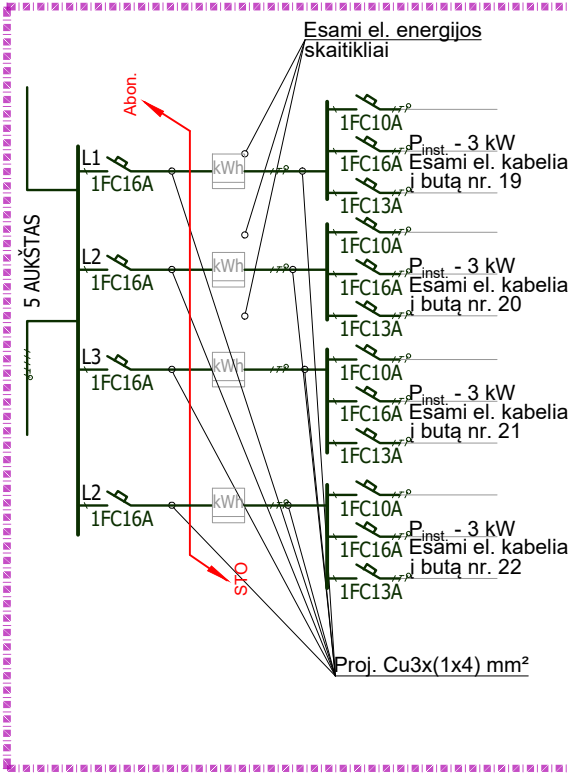 Esami el. energijos
skaitikliai
Abon.
5 AUKŠTAS
L1
1FC16A
kWh
1FC10A
1FC16A
1FC13A
Pinst. - 3 kW
Esami el. kabelia
į butą nr. 19
L2
1FC16A
kWh
1FC10A
1FC16A
1FC13A
Pinst. - 3 kW
Esami el. kabelia
į butą nr. 20
L3
1FC16A
kWh
1FC10A
1FC16A
1FC13A
Pinst. - 3 kW
Esami el. kabelia
į butą nr. 21
L2
1FC16A
kWh
1FC10A
1FC16A
1FC13A
Pinst. - 3 kW
Esami el. kabelia
į butą nr. 22
STO
Proj. Cu3x(1x4) mm²